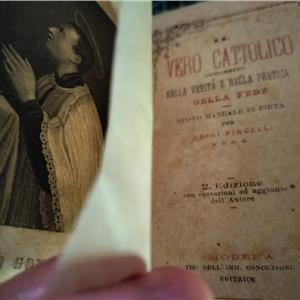 IL
VERO CATTOLICO
NELLA VERITÀ E NELLA PRATICA
DELLA FEDE
NUOVO MANUALE DI PIETÀ
PER
LUIGI
2. Edizione
con correzioni ed aggiunte
dell'Autore
MODENA
TIP. DELL' IMM. CONCEZIONE
EDITRICE
GON